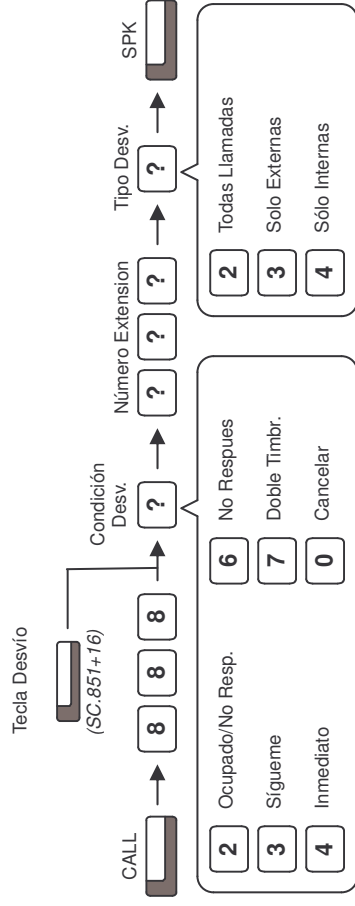 Tecla Desvío
(SC.851+16)
CALL
8 8 8
Condición
Desv.
?
Número Extension
? ? ?
Tipo Desv.
?
SPK
2 Ocupado/No Resp.
3 Sígueme
4 Inmediato
6 No Respues
7 Doble Timbr.
0 Cancelar
2 Todas Llamadas
3 Solo Externas
4 Sólo Internas